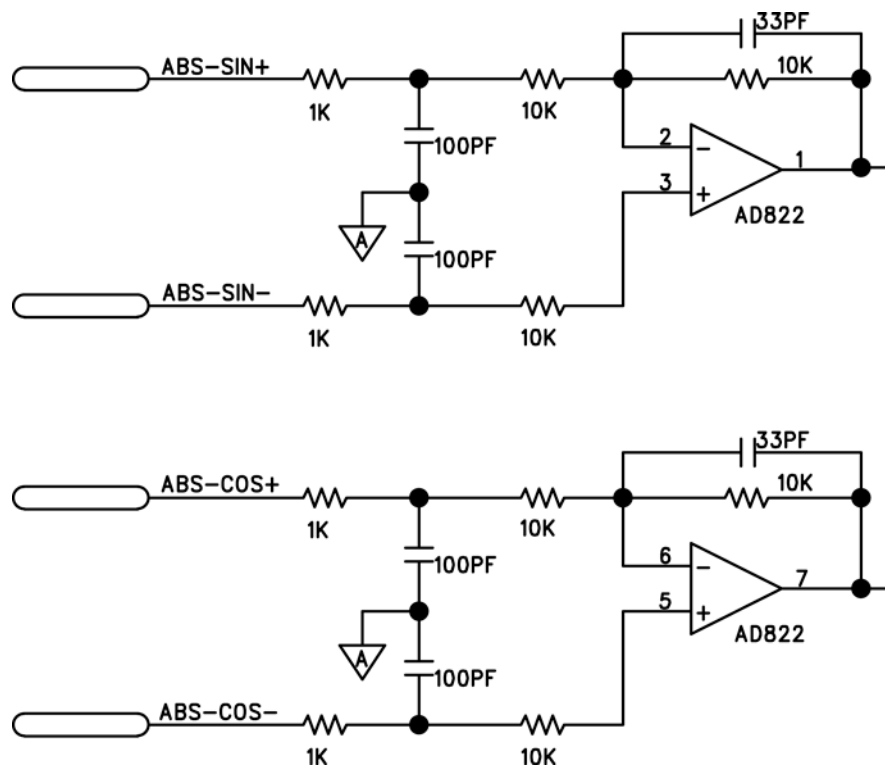 33PF
ABS-SIN+
10K
1K
10K
2
100PF
1
3
A
AD822
100PF
ABS-SIN-
1K
10K
33PF
ABS-COS+
10K
1K
10K
6
100PF
7
5
A
AD822
100PF
ABS-COS-
1K
10K